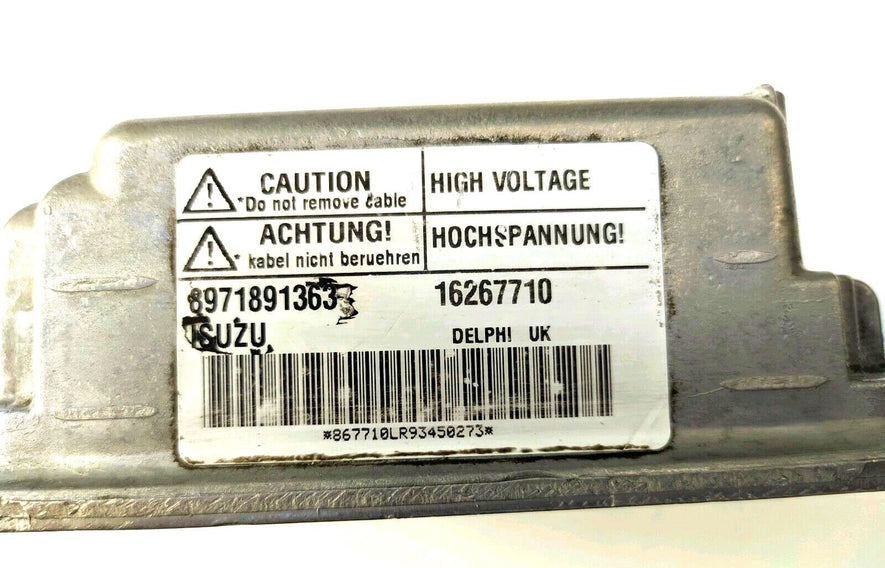 CAUTION HIGH VOLTAGE
*Do not remove cable
ACHTUNG! HOCHSPANNUNG!
* kabel nicht beruehren
8971891363 16267710
ISUZU DELPHI UK
*867710LR93450273*